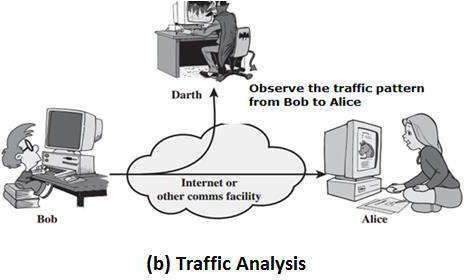 Darth
Observe the traffic pattern
from Bob to Alice
Internet or
other comms facility
Bob
Alice
(b) Traffic Analysis